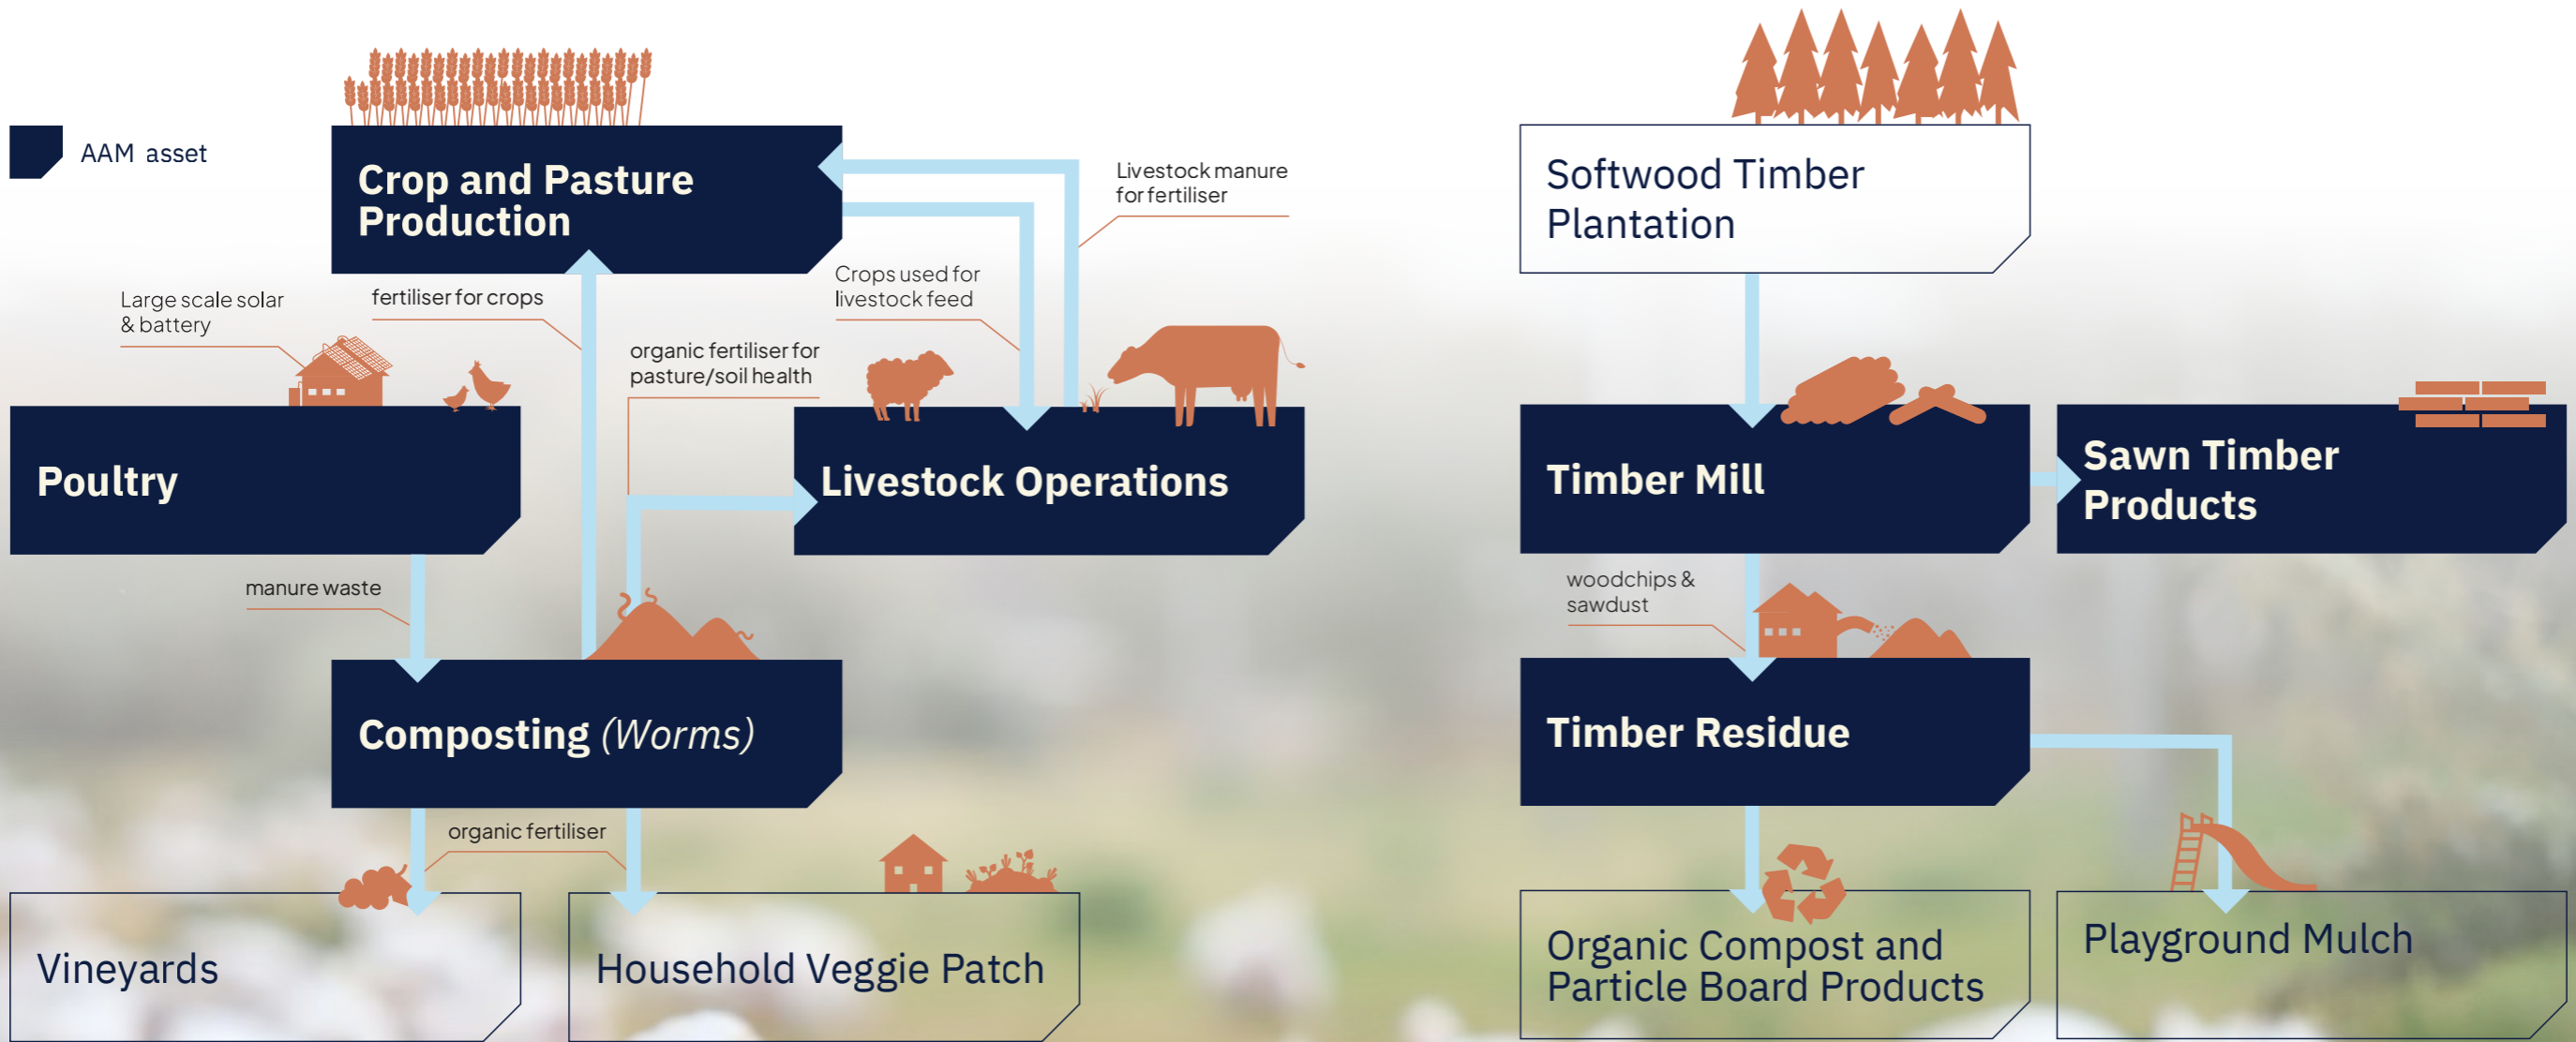 AAM asset
Crop and Pasture
Production
Livestock manure
for fertiliser
Large scale solar
& battery
fertiliser for crops
Crops used for
livestock feed
organic fertiliser for
pasture/soil health
Poultry
Livestock Operations
manure waste
Composting (Worms)
organic fertiliser
Vineyards
Household Veggie Patch
Softwood Timber
Plantation
Timber Mill
Sawn Timber
Products
woodchips &
sawdust
Timber Residue
Organic Compost and
Particle Board Products
Playground Mulch